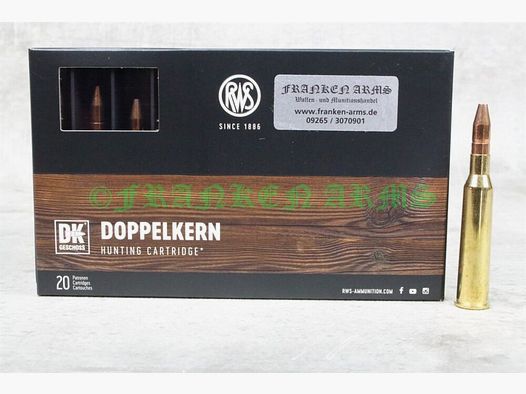 RWS
SINCE 1886
FRANKEN ARMS
Waffen - und Munitionshandel
www.franken-arms.de
09265 / 3070901
©FRANKEN ARMS
DK
GESCHOSS
DOPPELKERN
HUNTING CARTRIDGE*
20 Patronen
Cartridges
Cartouches
RWS-AMMUNITION.COM